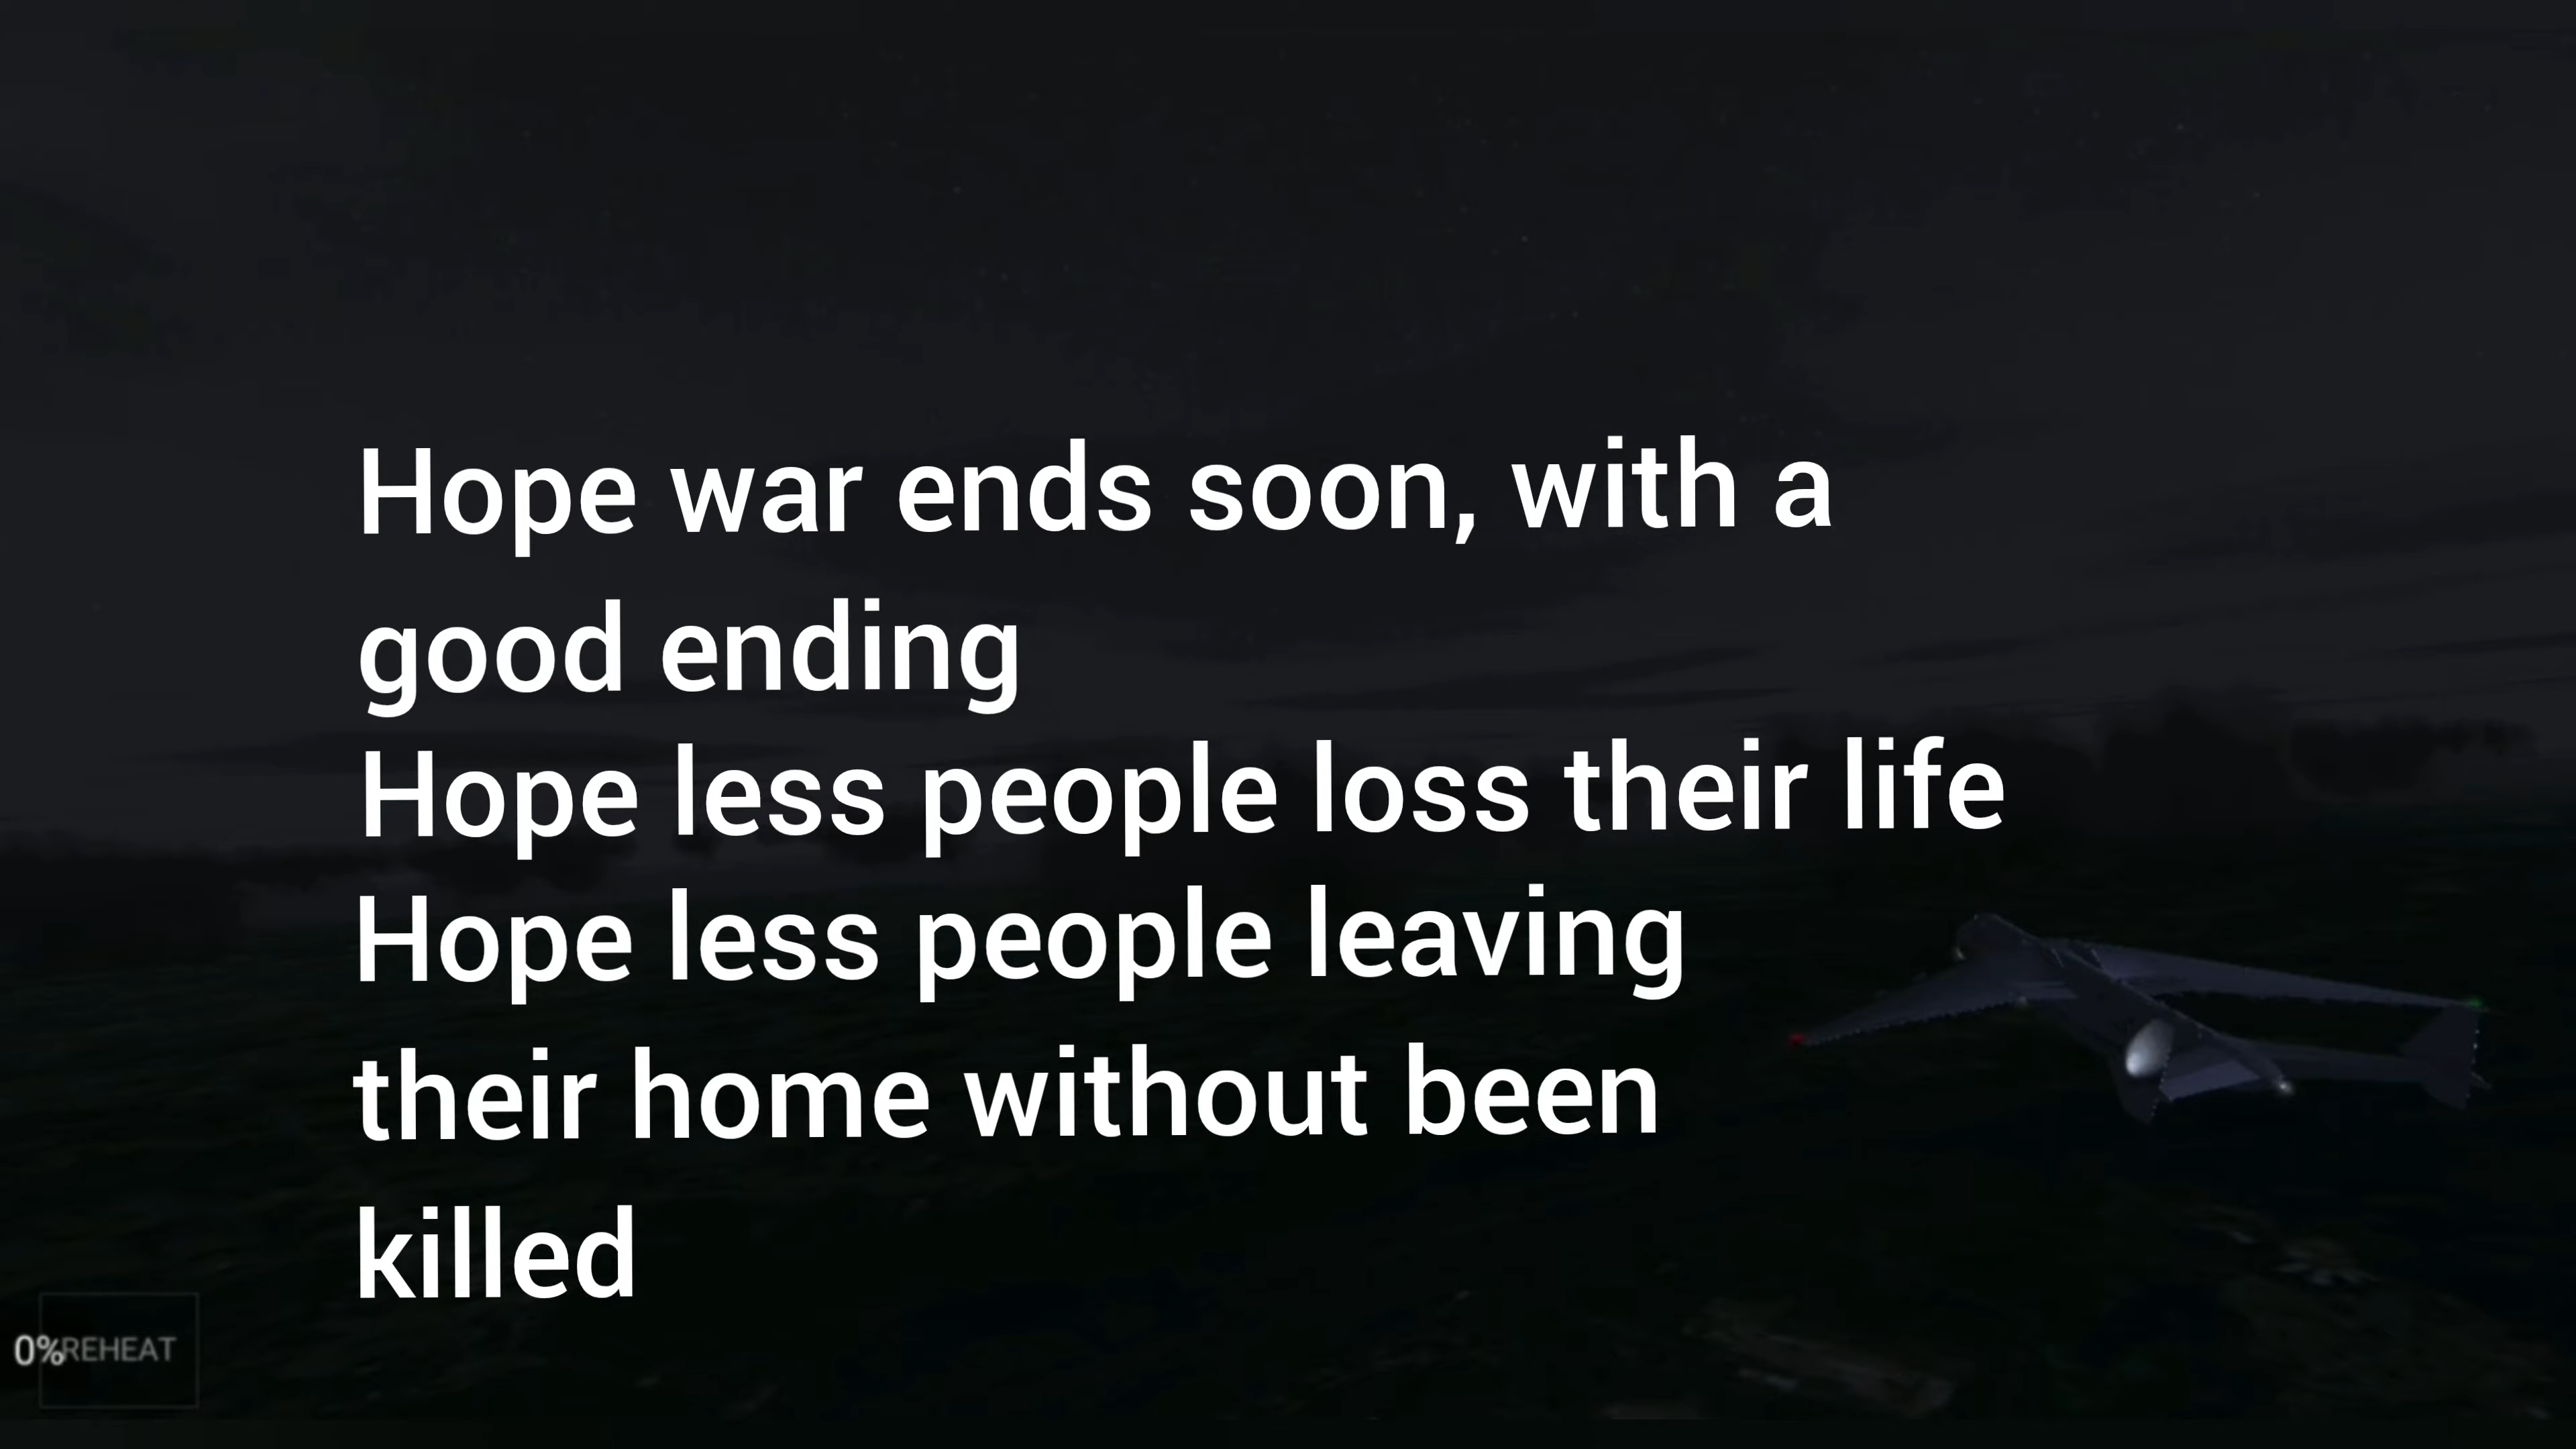 Hope war ends soon, with a
good ending
Hope less people loss their life
Hope less people leaving
their home without been
killed
0%REHEAT